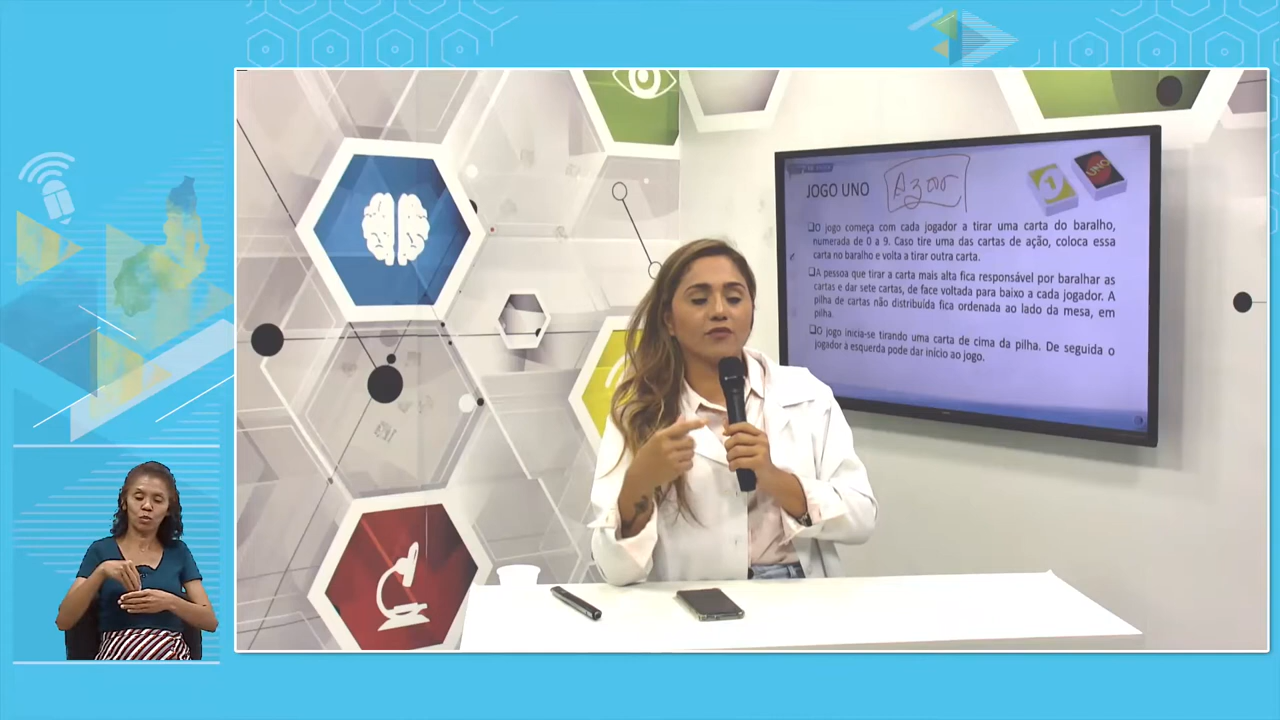 JOGO UNO
Azar
UNO
1
❑O jogo começa com cada jogador a tirar uma carta do baralho,
numerada de 0 a 9. Caso tire uma das cartas de ação, coloca essa
carta no baralho e volta a tirar outra carta.
❑A pessoa que tirar a carta mais alta fica responsável por baralhar as
cartas e dar sete cartas, de face voltada para baixo a cada jogador. A
pilha de cartas não distribuída fica ordenada ao lado da mesa, em
pilha.
❑O jogo inicia-se tirando uma carta de cima da pilha. De seguida o
jogador à esquerda pode dar início ao jogo.